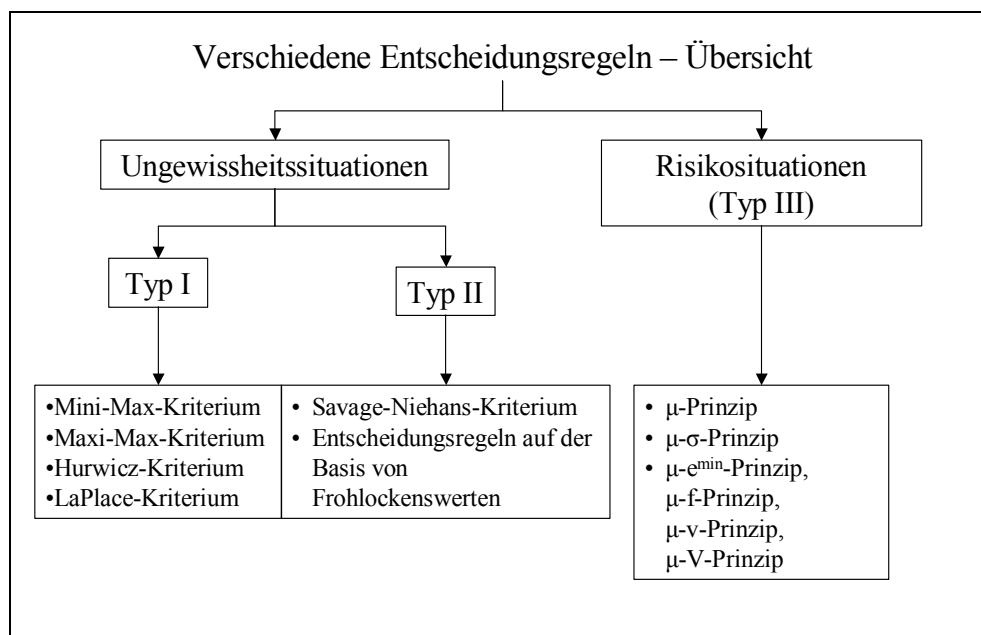 Verschiedene Entscheidungsregeln – Übersicht
Ungewissheitssituationen
Risikosituationen
(Typ III)
Typ I
Typ II
•Mini-Max-Kriterium
•Maxi-Max-Kriterium
•Hurwicz-Kriterium
•LaPlace-Kriterium
• Savage-Niehans-Kriterium
• Entscheidungsregeln auf der
Basis von
Frohlockenswerten
• μ-Prinzip
• μ-σ-Prinzip
• μ-eᵐⁱⁿ-Prinzip,
μ-f-Prinzip,
μ-v-Prinzip,
μ-V-Prinzip